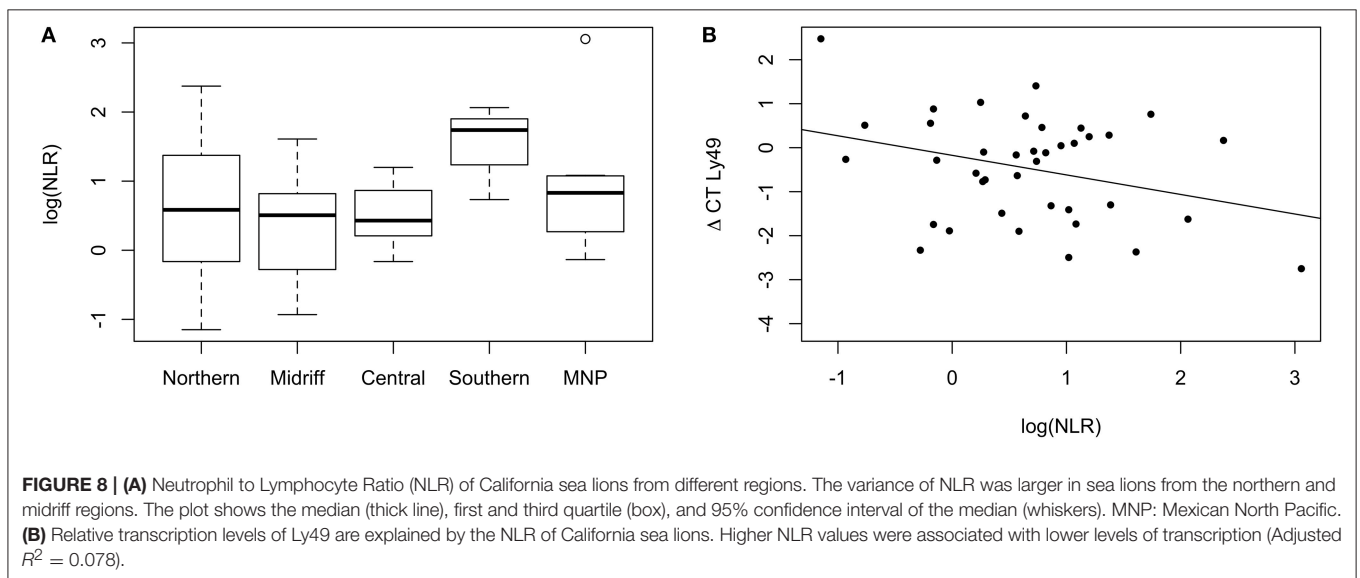 A
3
2
1
0
-1
log(NLR)
Northern Midriff Central Southern MNP
B
2
1
0
-1
-2
-3
-4
Δ CT Ly49
-1 0 1 2 3
log(NLR)
FIGURE 8 | (A) Neutrophil to Lymphocyte Ratio (NLR) of California sea lions from different regions. The variance of NLR was larger in sea lions from the northern and
midriff regions. The plot shows the median (thick line), first and third quartile (box), and 95% confidence interval of the median (whiskers). MNP: Mexican North Pacific.
(B) Relative transcription levels of Ly49 are explained by the NLR of California sea lions. Higher NLR values were associated with lower levels of transcription (Adjusted
R² = 0.078).